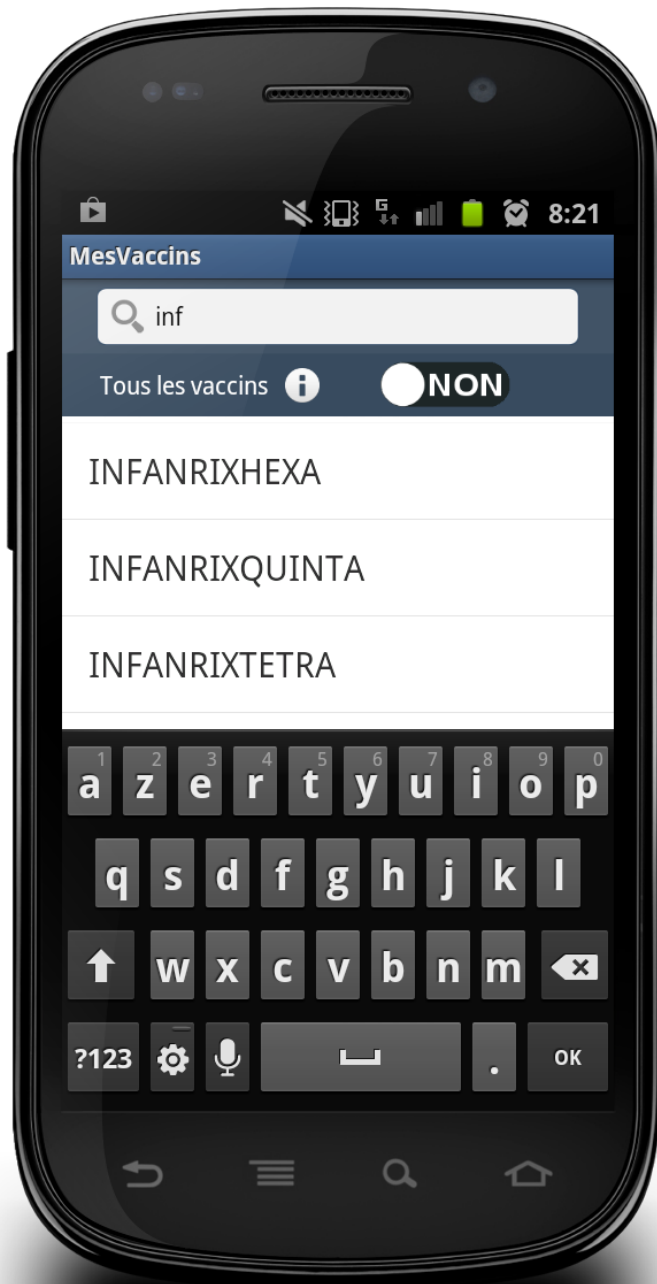 G 8:21
MesVaccins
inf
Tous les vaccins i NON
INFANRIXHEXA
INFANRIXQUINTA
INFANRIXTETRA
1 2 3 4 5 6 7 8 9 0
a z e r t y u i o p
q s d f g h j k l
w x c v b n m
?123 . OK